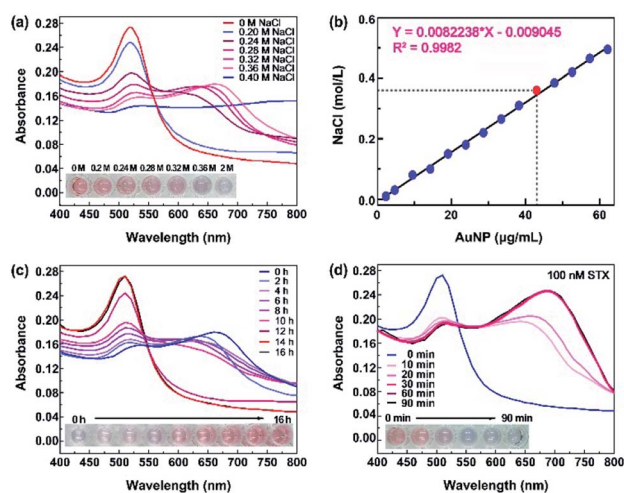 (a)
0 M NaCl
0.20 M NaCl
0.24 M NaCl
0.28 M NaCl
0.32 M NaCl
0.36 M NaCl
0.40 M NaCl
0.28
0.24
0.20
0.16
0.12
0.08
0.04
0.00
Absorbance
0 M 0.2 M 0.24 M 0.28 M 0.32 M 0.36 M 2 M
400 450 500 550 600 650 700 750 800
Wavelength (nm)
(b)
Y = 0.0082238*X - 0.009045
R² = 0.9982
0.6
0.4
0.2
0.0
NaCl (mol/L)
0 20 40 60
AuNP (µg/mL)
(c)
0 h
2 h
4 h
6 h
8 h
10 h
12 h
14 h
16 h
0.28
0.24
0.20
0.16
0.12
0.08
0.04
0.00
Absorbance
0 h 16 h
400 450 500 550 600 650 700 750 800
Wavelength (nm)
(d)
100 nM STX
0 min
10 min
20 min
30 min
60 min
90 min
0.28
0.24
0.20
0.16
0.12
0.08
0.04
0.00
Absorbance
0 min 90 min
400 450 500 550 600 650 700 750 800
Wavelength (nm)